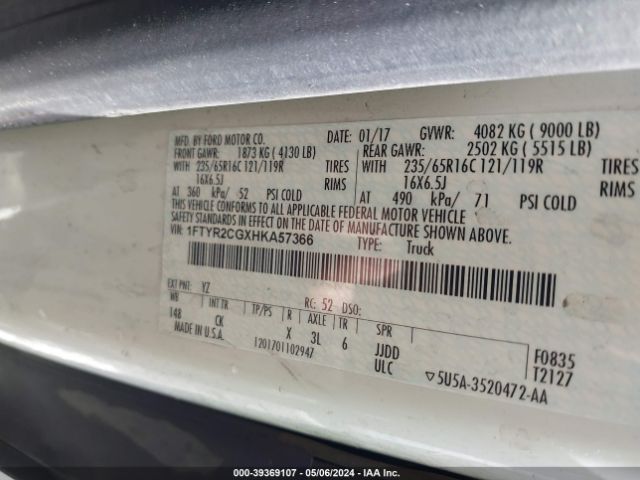 MFD. BY FORD MOTOR CO. DATE: 01/17 GVWR: 4082 KG ( 9000 LB)
FRONT GAWR: 1873 KG ( 4130 LB) REAR GAWR: 2502 KG ( 5515 LB)
WITH 235/65R16C 121/119R TIRES WITH 235/65R16C 121/119R TIRES
16X6.5J RIMS 16X6.5J RIMS
AT 360 kPa/ 52 PSI COLD AT 490 kPa/ 71 PSI COLD
THIS VEHICLE CONFORMS TO ALL APPLICABLE FEDERAL MOTOR VEHICLE
SAFETY STANDARDS IN EFFECT ON THE DATE OF MANUFACTURE SHOWN ABOVE
VIN: 1FTYR2CGXHKA57366 TYPE: Truck
EXT PNT: YZ RC: 52 DSO:
WB INT TR TP/PS R AXLE TR SPR
148 CK X 3L 6 JJDD F0835
MADE IN U.S.A. 1201701102947 ULC T2127
▽5U5A-3520472-AA
000-39369107 - 05/06/2024 - IAA Inc.